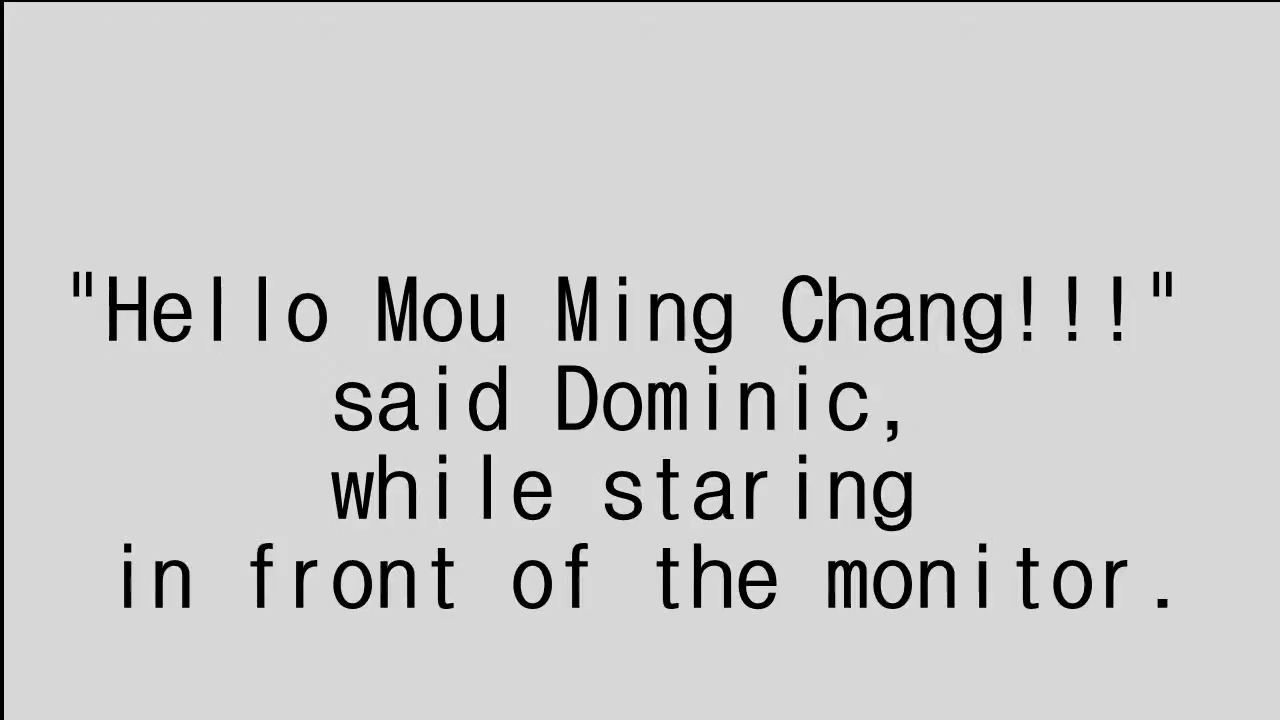 "Hello Mou Ming Chang!!!"
said Dominic,
while staring
in front of the monitor.